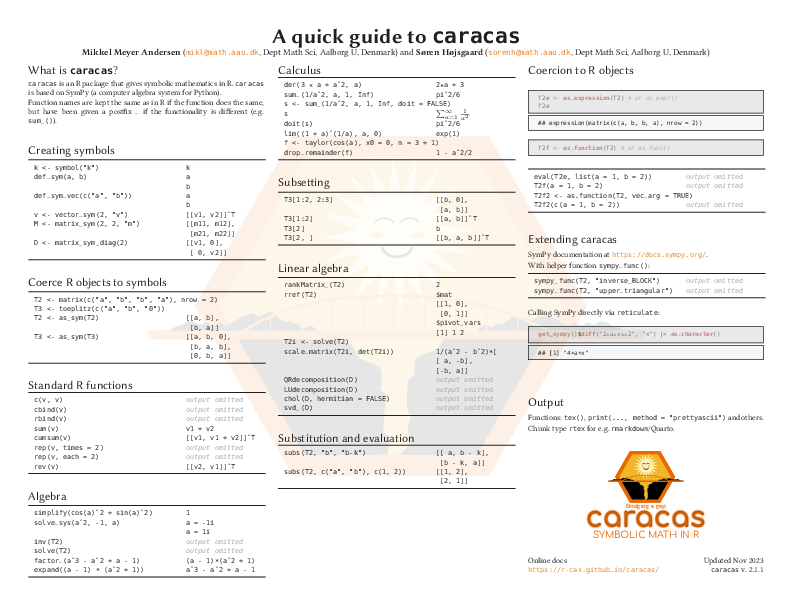 A quick guide to caracas
Mikkel Meyer Andersen (mikl@math.aau.dk, Dept Math Sci, Aalborg U, Denmark) and Søren Højsgaard (sorenh@math.aau.dk, Dept Math Sci, Aalborg U, Denmark)
What is caracas?
caracas is an R package that gives symbolic mathematics in R. caracas
is based on SymPy (a computer algebra system for Python).
Function names are kept the same as in R if the function does the same,
but have been given a postfix _ if the functionality is different (e.g.
sum_()).
Creating symbols
k <- symbol("k") k
def_sym(a, b) a
b
def_sym_vec(c("a", "b")) a
b
v <- vector_sym(2, "v") [[v1, v2]]^T
M <- matrix_sym(2, 2, "m") [[m11, m12],
[m21, m22]]
D <- matrix_sym_diag(2) [[v1, 0],
[ 0, v2]]
Coerce R objects to symbols
T2 <- matrix(c("a", "b", "b", "a"), nrow = 2)
T3 <- toeplitz(c("a", "b", "0"))
T2 <- as_sym(T2) [[a, b],
[b, a]]
T3 <- as_sym(T3) [[a, b, 0],
[b, a, b],
[0, b, a]]
Standard R functions
c(v, v) output omitted
cbind(v) output omitted
rbind(v) output omitted
sum(v) v1 + v2
cumsum(v) [[v1, v1 + v2]]^T
rep(v, times = 2) output omitted
rep(v, each = 2) output omitted
rev(v) [[v2, v1]]^T
Algebra
simplify(cos(a)^2 + sin(a)^2) 1
solve_sys(a^2, -1, a) a = -1i
a = 1i
inv(T2) output omitted
solve(T2) output omitted
factor_(a^3 - a^2 + a - 1) (a - 1)×(a^2 + 1)
expand((a - 1) × (a^2 + 1)) a^3 - a^2 + a - 1
Calculus
der(3 × a + a^2, a) 2×a + 3
sum_(1/a^2, a, 1, Inf) pi^2/6
s <- sum_(1/a^2, a, 1, Inf, doit = FALSE)
s ∑_{a=1}^{∞} 1/a^2
doit(s) pi^2/6
lim((1 + a)^(1/a), a, 0) exp(1)
f <- taylor(cos(a), x0 = 0, n = 3 + 1)
drop_remainder(f) 1 - a^2/2
Subsetting
T3[1:2, 2:3] [[b, 0],
[a, b]]
T3[1:2] [[a, b]]^T
T3[2] b
T3[2, ] [[b, a, b]]^T
Linear algebra
rankMatrix_(T2) 2
rref(T2) $mat
[[1, 0],
[0, 1]]
$pivot_vars
[1] 1 2
T2i <- solve(T2)
scale_matrix(T2i, det(T2i)) 1/(a^2 - b^2)×[
[ a, -b],
[-b, a]]
QRdecomposition(D) output omitted
LUdecomposition(D) output omitted
chol(D, hermitian = FALSE) output omitted
svd_(D) output omitted
Substitution and evaluation
subs(T2, "b", "b-k") [[ a, b - k],
[b - k, a]]
subs(T2, c("a", "b"), c(1, 2)) [[1, 2],
[2, 1]]
Coercion to R objects
T2e <- as.expression(T2) # or as_expr()
T2e
## expression(matrix(c(a, b, b, a), nrow = 2))
T2f <- as.function(T2) # or as_func()
eval(T2e, list(a = 1, b = 2)) output omitted
T2f(a = 1, b = 2) output omitted
T2f2 <- as.function(T2, vec_arg = TRUE)
T2f2(c(a = 1, b = 2)) output omitted
Extending caracas
SymPy documentation at https://docs.sympy.org/.
With helper function sympy_func():
sympy_func(T2, "inverse_BLOCK") output omitted
sympy_func(T2, "upper_triangular") output omitted
Calling SymPy directly via reticulate:
get_sympy()$diff("2*a*x+x^2", "x") |> as.character()
## [1] "4*a*x"
Output
Functions: tex(), print(..., method = "prettyascii") and others.
Chunk type rtex for e.g. rmarkdown/Quarto.
Bridging a gap
caracas
SYMBOLIC MATH IN R
Online docs Updated Nov 2023
https://r-cas.github.io/caracas/ caracas v. 2.1.1